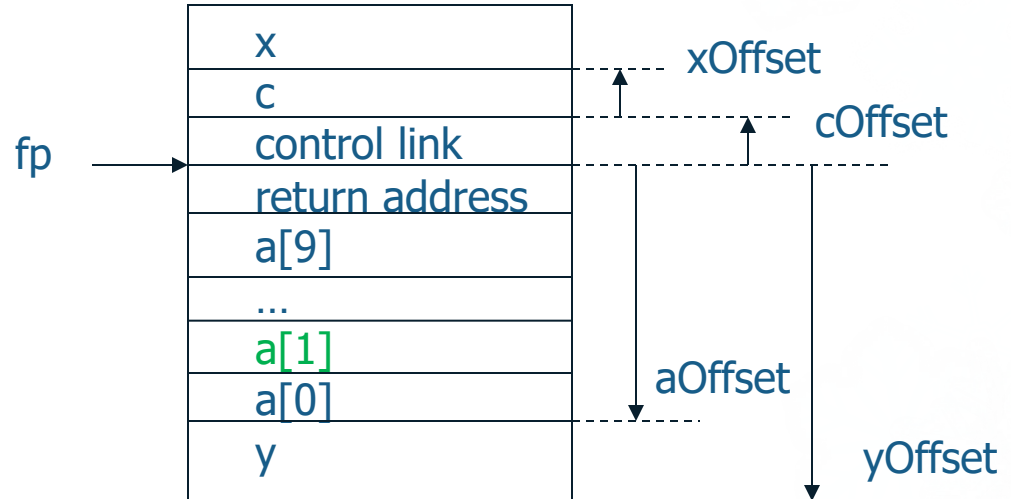 x
xOffset
c
cOffset
control link
fp
return address
a[9]
...
a[1]
aOffset
a[0]
y
yOffset